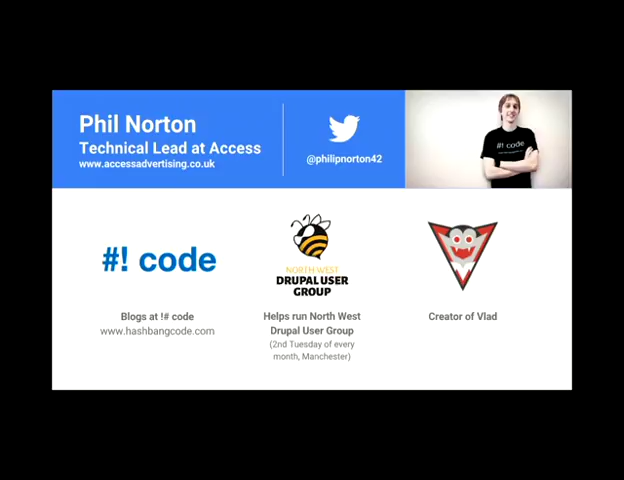 Phil Norton
Technical Lead at Access
www.accessadvertising.co.uk
@philipnorton42
#! code
#! code
NORTH WEST
DRUPAL USER
GROUP
Blogs at !# code
www.hashbangcode.com
Helps run North West
Drupal User Group
(2nd Tuesday of every
month, Manchester)
Creator of Vlad